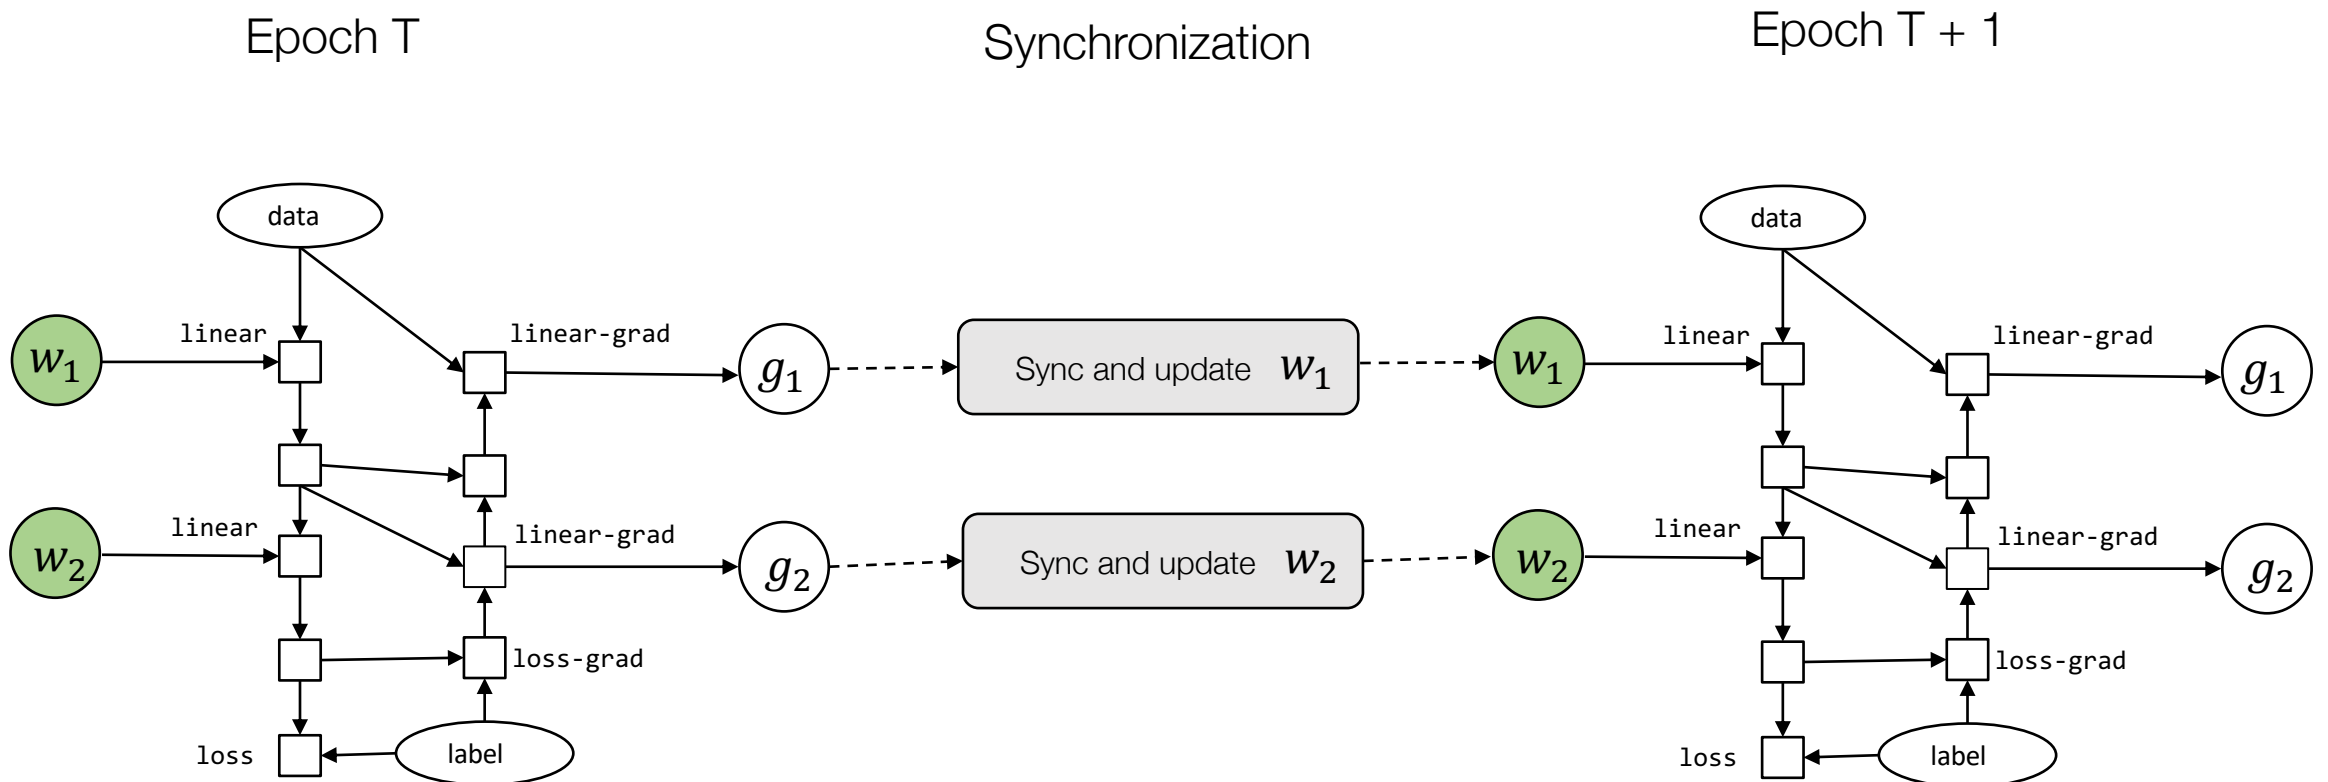 Epoch T
Synchronization
Epoch T + 1
data
linear
linear-grad
w₁
g₁
linear
linear-grad
w₂
g₂
loss-grad
loss
label
Sync and update w₁
Sync and update w₂
data
linear
linear-grad
w₁
g₁
linear
linear-grad
w₂
g₂
loss-grad
loss
label